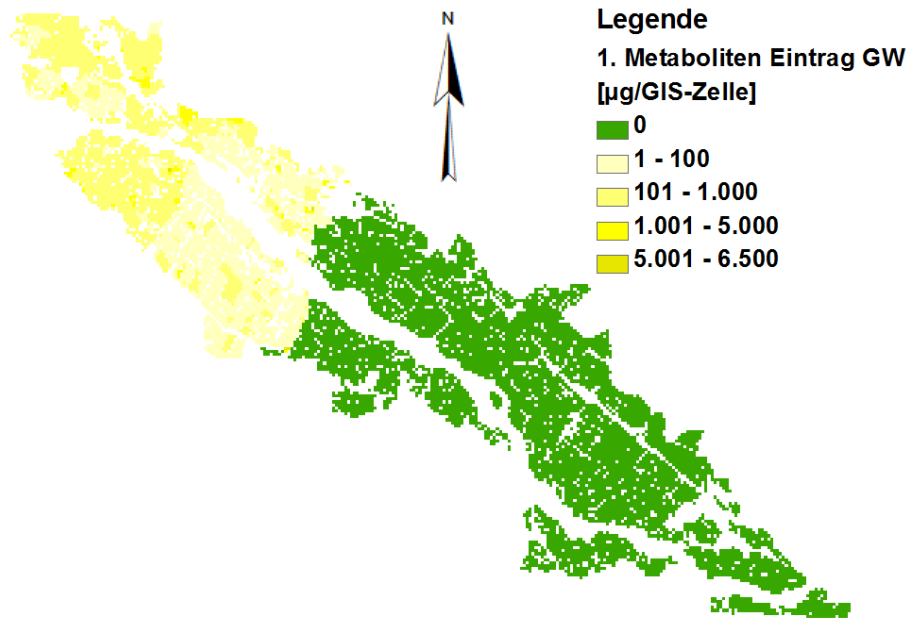 N
Legende
1. Metaboliten Eintrag GW
[µg/GIS-Zelle]
0
1 - 100
101 - 1.000
1.001 - 5.000
5.001 - 6.500